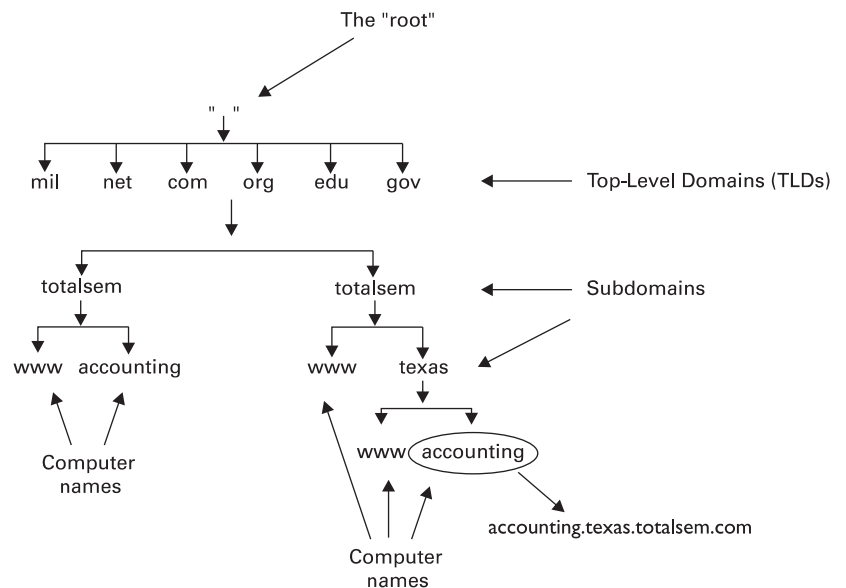 The "root"
" "
mil net com org edu gov
Top-Level Domains (TLDs)
totalsem totalsem
Subdomains
www accounting www texas
www accounting
Computer
names
accounting.texas.totalsem.com
Computer
names